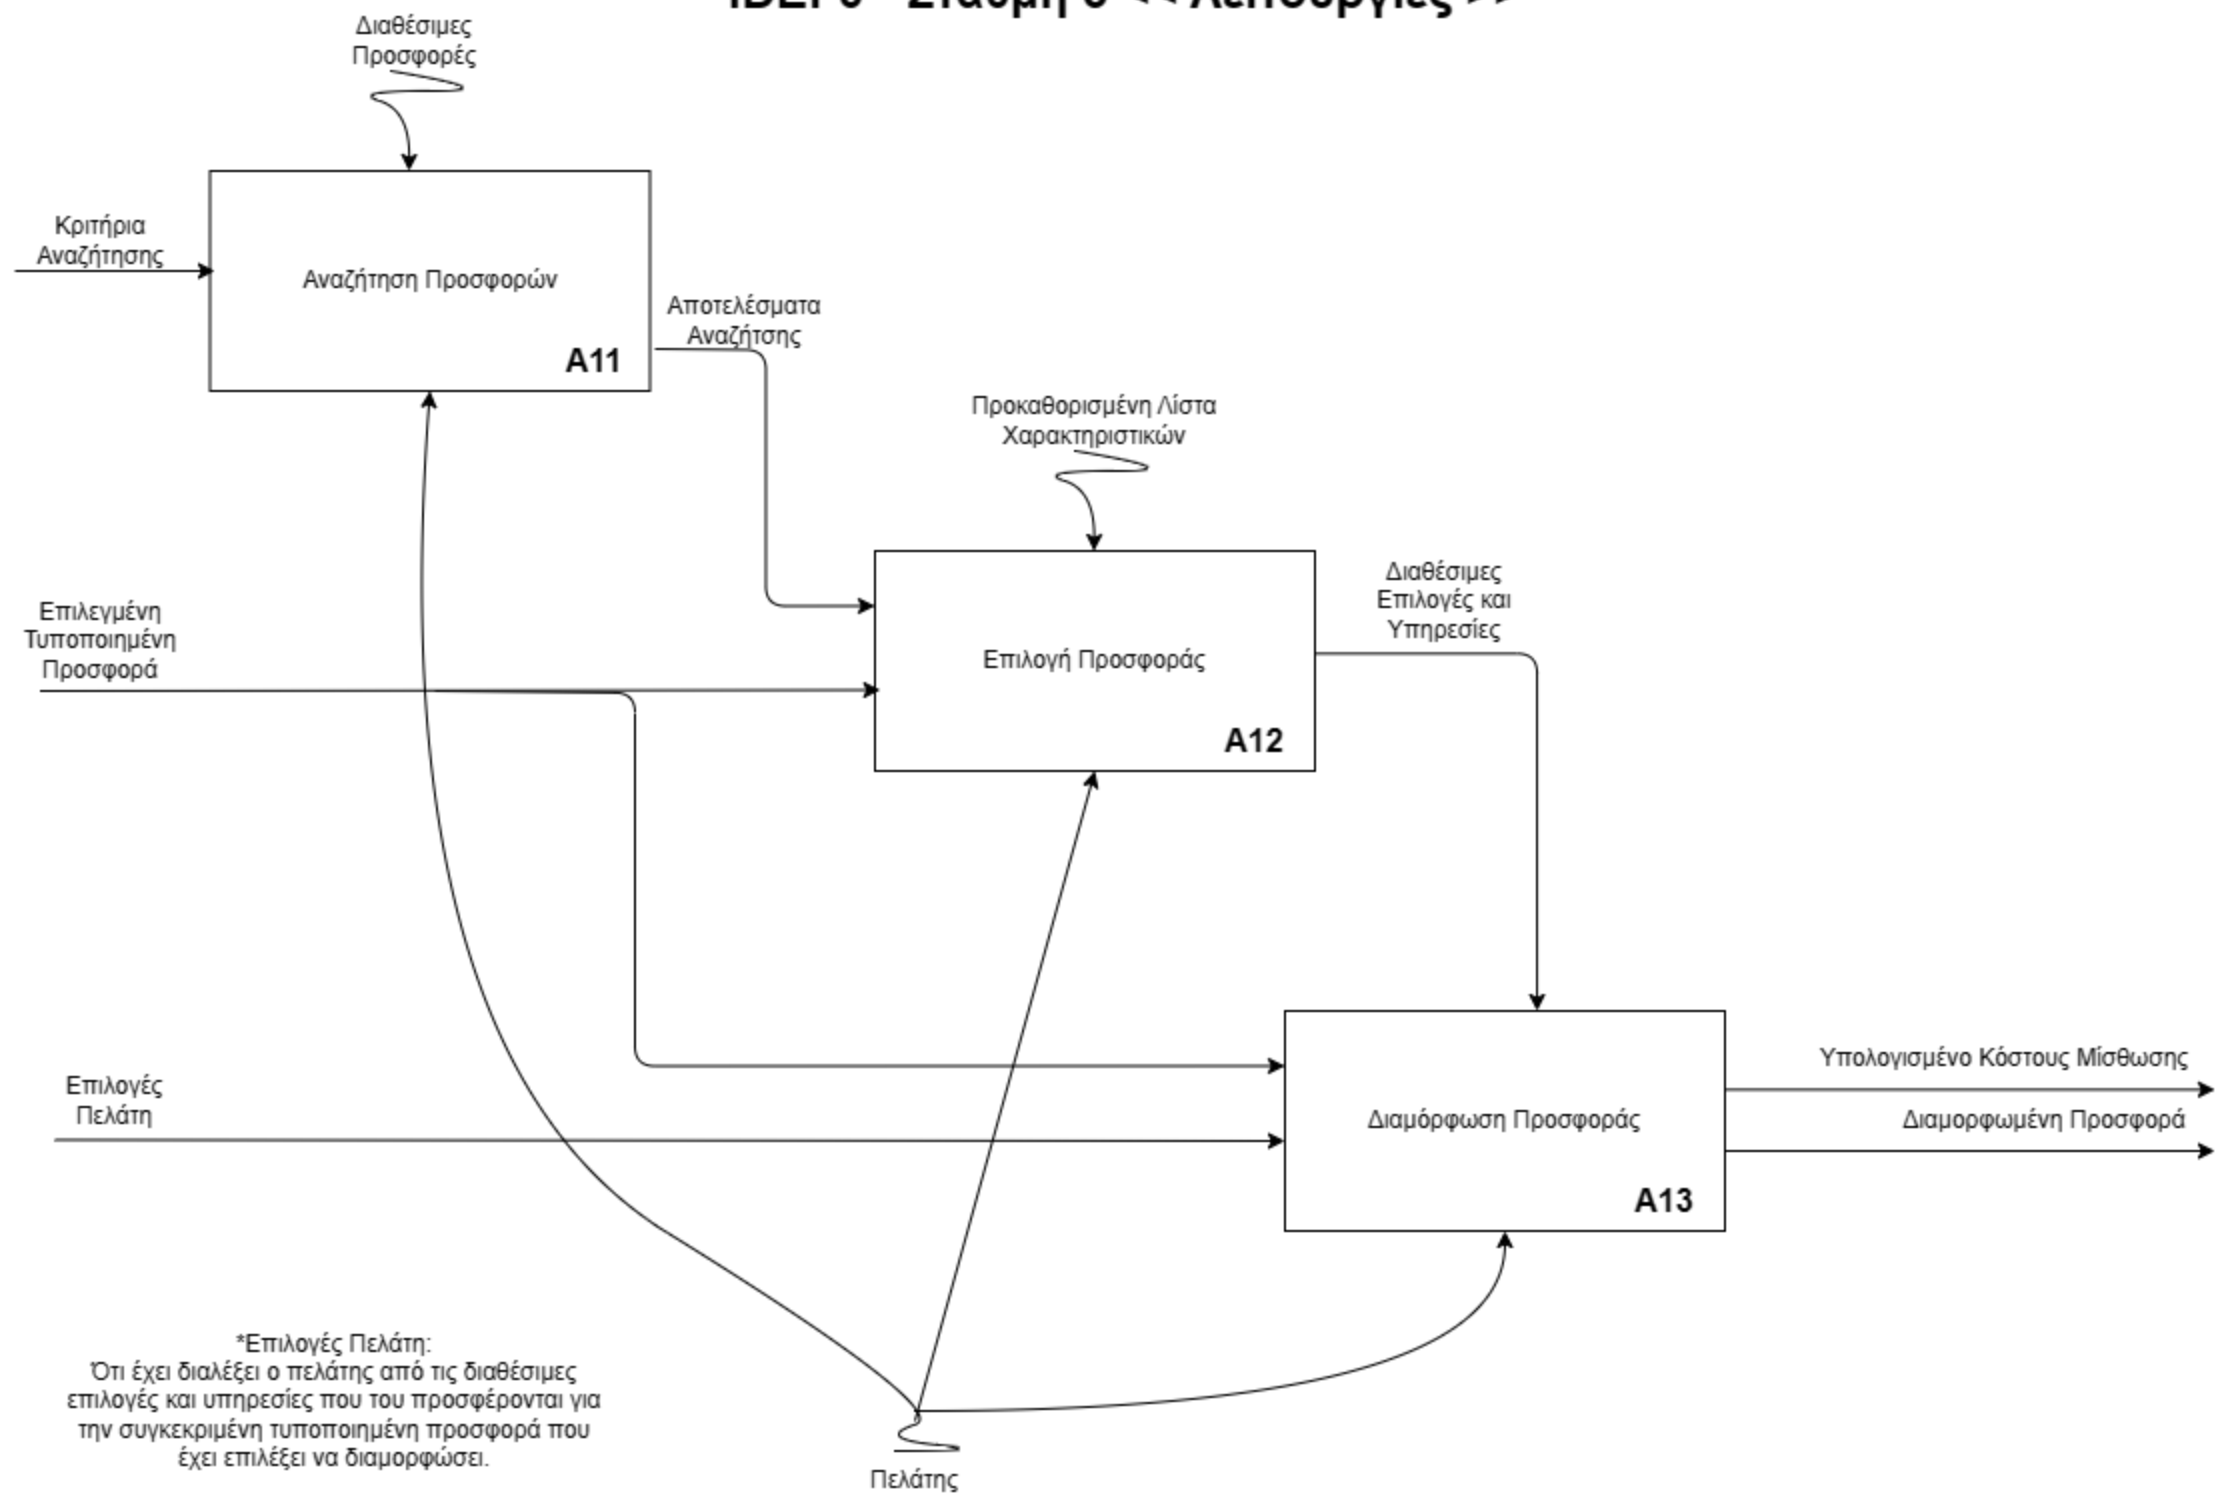 Διαθέσιμες
Προσφορές
Κριτήρια
Αναζήτησης
Αναζήτηση Προσφορών
A11
Αποτελέσματα
Αναζήτσης
Προκαθορισμένη Λίστα
Χαρακτηριστικών
Επιλεγμένη
Τυποποιημένη
Προσφορά
Επιλογή Προσφοράς
A12
Διαθέσιμες
Επιλογές και
Υπηρεσίες
Επιλογές
Πελάτη
Διαμόρφωση Προσφοράς
A13
Υπολογισμένο Κόστους Μίσθωσης
Διαμορφωμένη Προσφορά
*Επιλογές Πελάτη:
Ότι έχει διαλέξει ο πελάτης από τις διαθέσιμες
επιλογές και υπηρεσίες που του προσφέρονται για
την συγκεκριμένη τυποποιημένη προσφορά που
έχει επιλέξει να διαμορφώσει.
Πελάτης